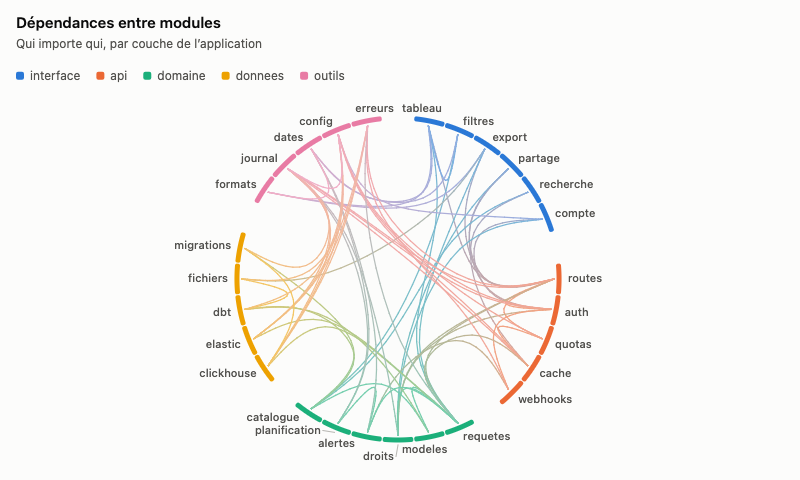 Dépendances entre modules
Qui importe qui, par couche de l’application
interface api domaine donnees outils
erreurs tableau
config filtres
dates export
journal partage
formats recherche
compte
migrations
fichiers routes
dbt auth
elastic quotas
clickhouse cache
webhooks
catalogue
planification requetes
alertes modeles
droits